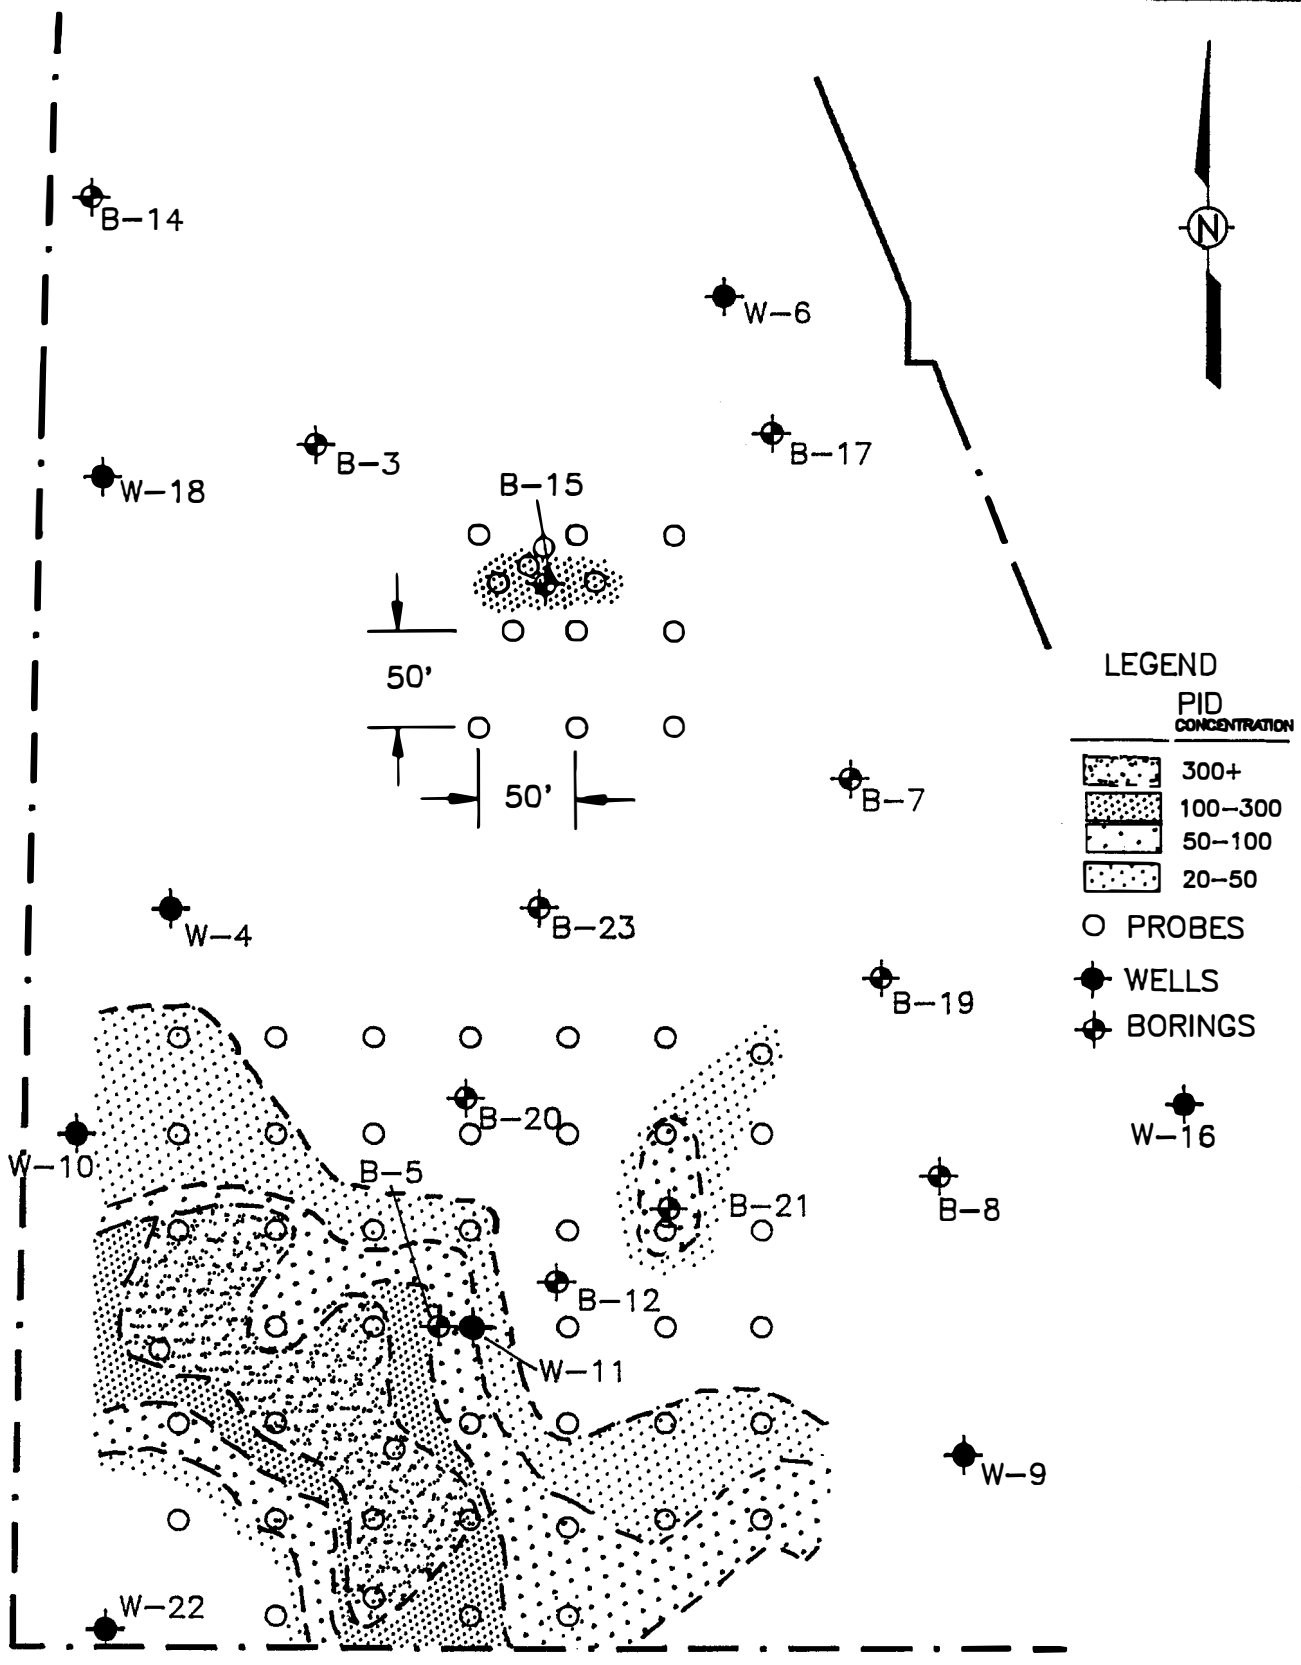 B-14
N
W-6
B-3
B-17
W-18
B-15
50'
LEGEND
PID
CONCENTRATION
300+
50'
B-7
100-300
50-100
20-50
W-4
B-23
PROBES
WELLS
B-19
BORINGS
B-20
W-10
B-5
W-16
B-21
B-8
B-12
W-11
W-9
W-22